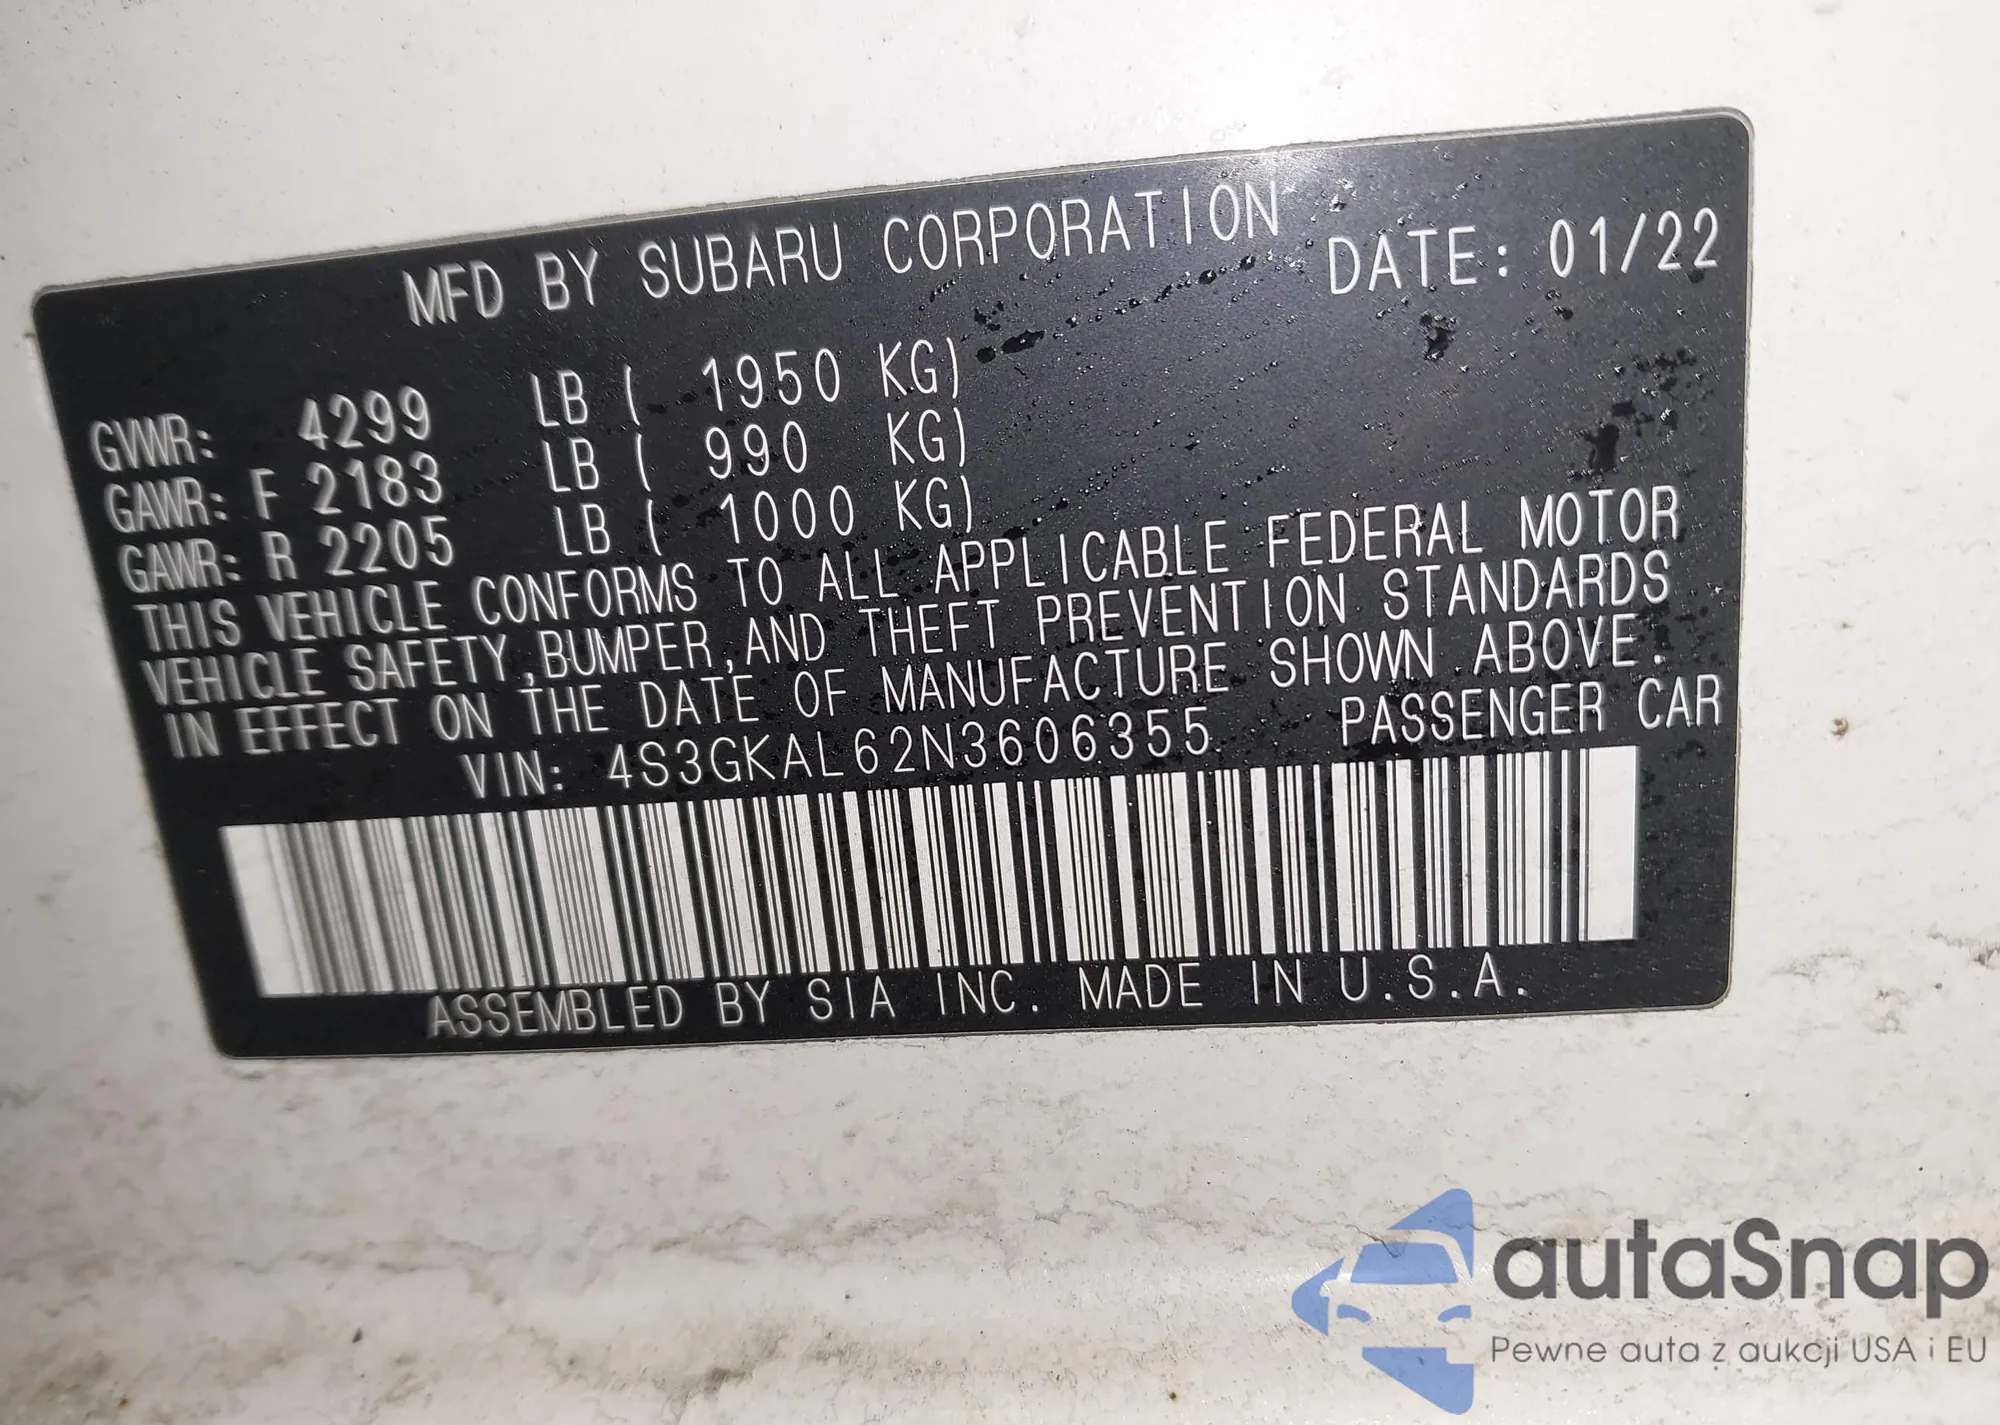 MFD BY SUBARU CORPORATION DATE: 01/22
GVWR: 4299 LB ( 1950 KG)
GAWR: F 2183 LB ( 990 KG)
GAWR: R 2205 LB ( 1000 KG)
THIS VEHICLE CONFORMS TO ALL APPLICABLE FEDERAL MOTOR
VEHICLE SAFETY,BUMPER,AND THEFT PREVENTION STANDARDS
IN EFFECT ON THE DATE OF MANUFACTURE SHOWN ABOVE.
VIN: 4S3GKAL62N3606355 PASSENGER CAR
ASSEMBLED BY SIA INC. MADE IN U.S.A.
autaSnap
Pewne auta z aukcji USA i EU